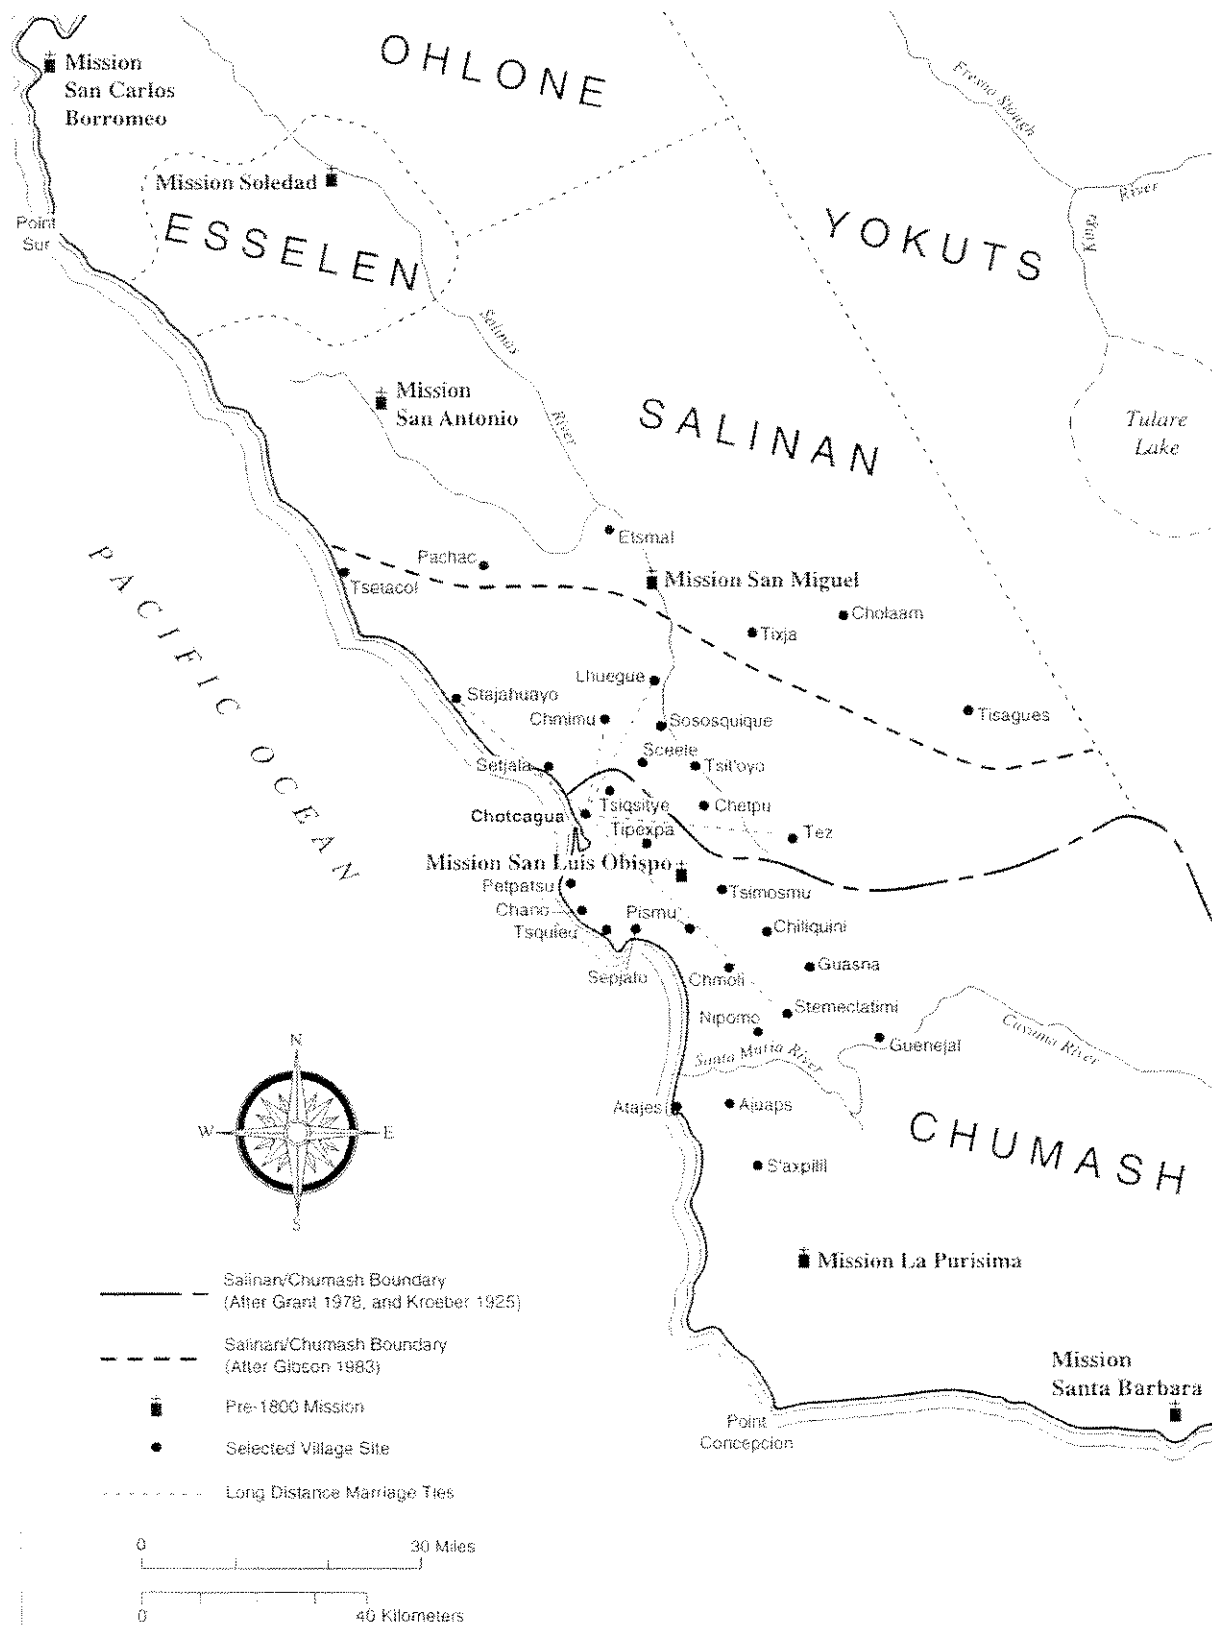 OHLONE
Mission
San Carlos
Borromeo
Fresno Slough
Mission Soledad
River
Kings
Point
Sur
ESSELEN
YOKUTS
Salinas
River
Mission
San Antonio
SALINAN
Tulare
Lake
Etsmal
Pachac
Tsetacol
Mission San Miguel
Cholaam
Tixja
PACIFIC OCEAN
Lhuegue
Stajahuayo
Chmimu
Sososquique
Tisagues
Sceele
Setjala
Tsit'oyo
Tsiqsitye
Chetpu
Chotcagua
Tipexpa
Tez
Mission San Luis Obispo
Petpatsu
Tsimosmu
Chano
Pismu
Tsquieu
Chiliquini
Sepjato
Chmoli
Guasna
Stemectatimi
Nipomo
Cuyama River
Guenejal
Santa Maria River
Atajes
Ajuaps
CHUMASH
S'axpilil
N
W
E
S
Mission La Purisima
Salinan/Chumash Boundary
(After Grant 1978, and Kroeber 1925)
Salinan/Chumash Boundary
(After Gibson 1983)
Mission
Santa Barbara
Pre-1800 Mission
Point
Concepcion
Selected Village Site
Long Distance Marriage Ties
0 30 Miles
0 40 Kilometers